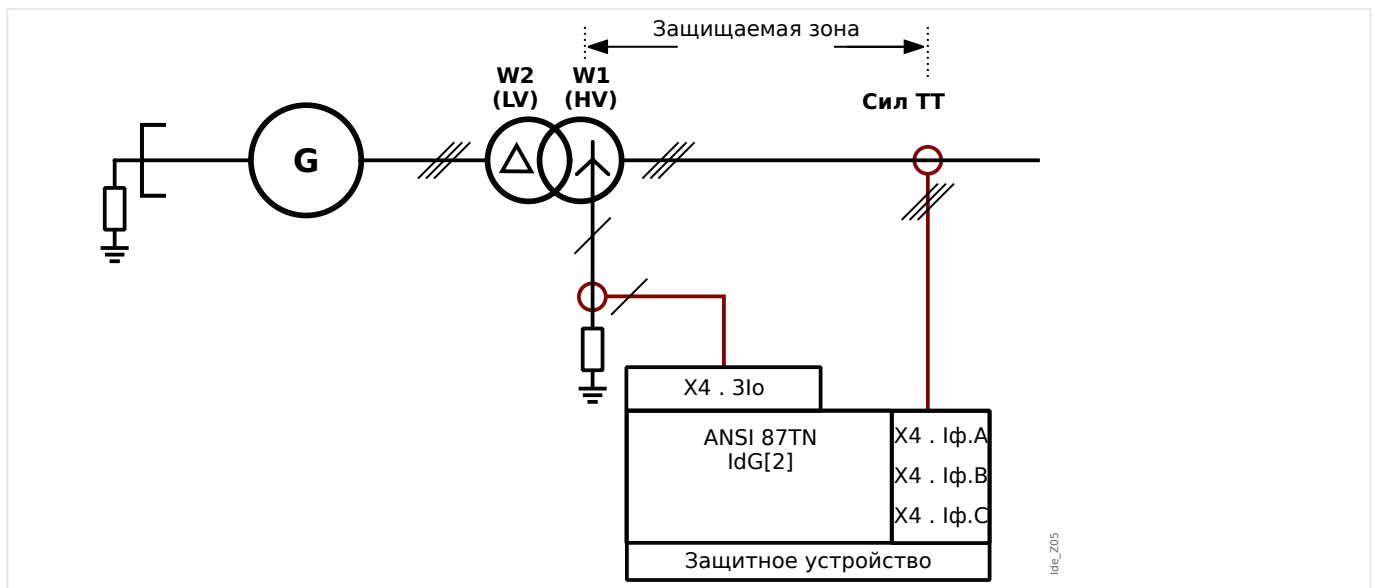 Защищаемая зона
W2
(LV)
W1
(HV)
Сил ТТ
G
X4 . 3Io
ANSI 87TN
IdG[2]
X4 . Iф.A
X4 . Iф.B
X4 . Iф.C
Защитное устройство
Ide_Z05